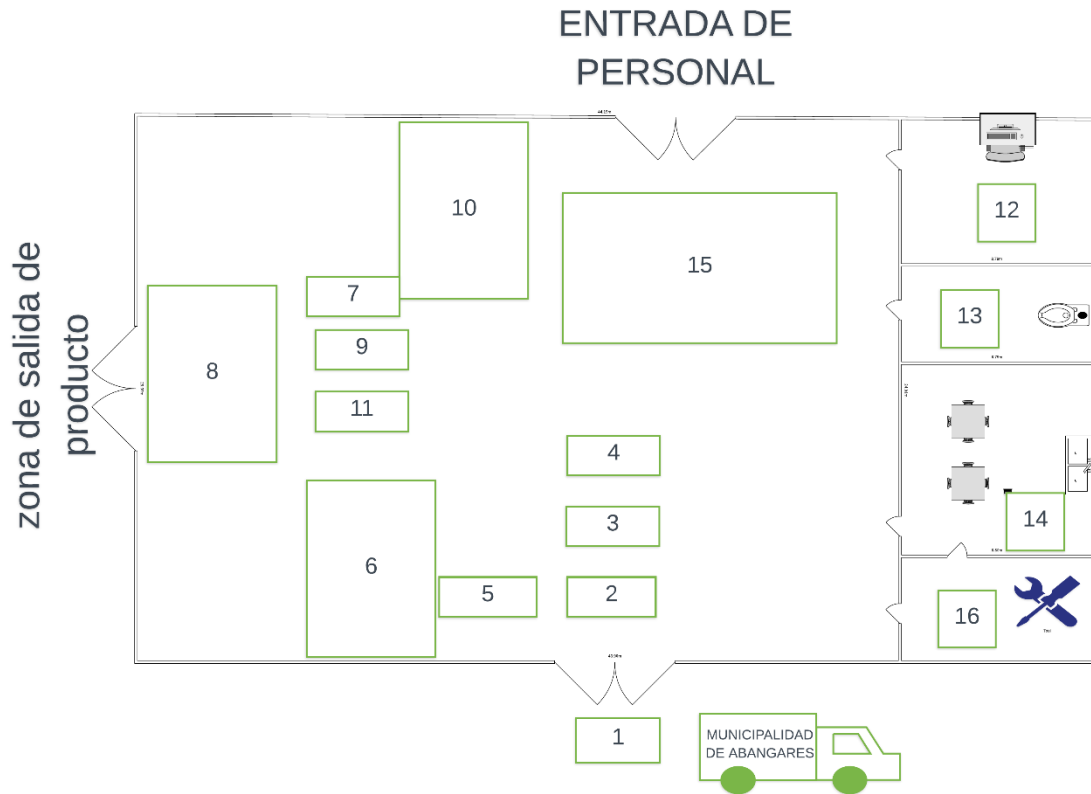 ENTRADA DE
PERSONAL
zona de salida de
producto
10
12
15
7
13
9
8
11
4
3
14
6
5
2
16
1
MUNICIPALIDAD
DE ABANGARES